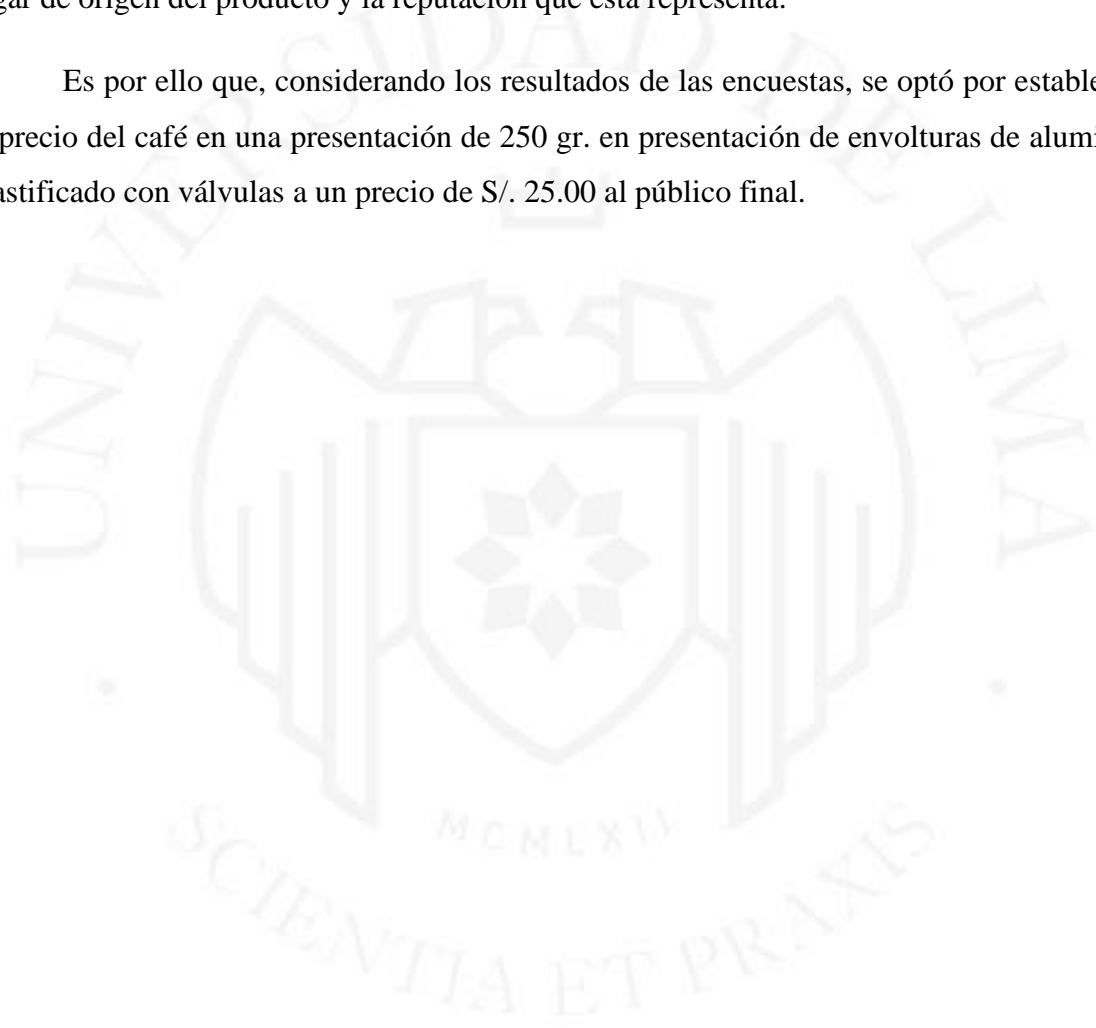 gar de origen del producto y la reputación que esta representa.
Es por ello que, considerando los resultados de las encuestas, se optó por estable
precio del café en una presentación de 250 gr. en presentación de envolturas de alumi
astificado con válvulas a un precio de S/. 25.00 al público final.
UNIVERSIDAD DE LIMA
MCMLXII
SCIENTIA ET PRAXIS